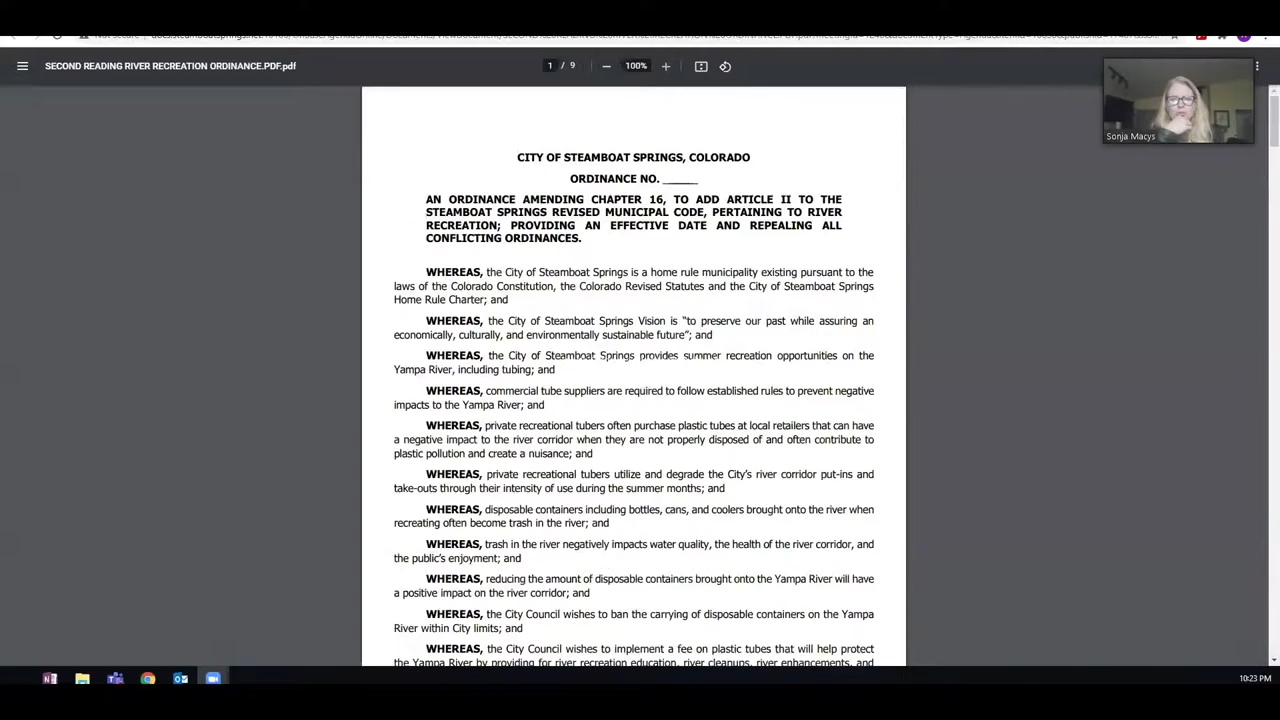 SECOND READING RIVER RECREATION ORDINANCE.PDF.pdf
1 / 9
100%
Sonja Macys
CITY OF STEAMBOAT SPRINGS, COLORADO
ORDINANCE NO. _____
AN ORDINANCE AMENDING CHAPTER 16, TO ADD ARTICLE II TO THE
STEAMBOAT SPRINGS REVISED MUNICIPAL CODE, PERTAINING TO RIVER
RECREATION; PROVIDING AN EFFECTIVE DATE AND REPEALING ALL
CONFLICTING ORDINANCES.
WHEREAS, the City of Steamboat Springs is a home rule municipality existing pursuant to the
laws of the Colorado Constitution, the Colorado Revised Statutes and the City of Steamboat Springs
Home Rule Charter; and
WHEREAS, the City of Steamboat Springs Vision is “to preserve our past while assuring an
economically, culturally, and environmentally sustainable future”; and
WHEREAS, the City of Steamboat Springs provides summer recreation opportunities on the
Yampa River, including tubing; and
WHEREAS, commercial tube suppliers are required to follow established rules to prevent negative
impacts to the Yampa River; and
WHEREAS, private recreational tubers often purchase plastic tubes at local retailers that can have
a negative impact to the river corridor when they are not properly disposed of and often contribute to
plastic pollution and create a nuisance; and
WHEREAS, private recreational tubers utilize and degrade the City’s river corridor put-ins and
take-outs through their intensity of use during the summer months; and
WHEREAS, disposable containers including bottles, cans, and coolers brought onto the river when
recreating often become trash in the river; and
WHEREAS, trash in the river negatively impacts water quality, the health of the river corridor, and
the public’s enjoyment; and
WHEREAS, reducing the amount of disposable containers brought onto the Yampa River will have
a positive impact on the river corridor; and
WHEREAS, the City Council wishes to ban the carrying of disposable containers on the Yampa
River within City limits; and
WHEREAS, the City Council wishes to implement a fee on plastic tubes that will help protect
the Yampa River by providing for river recreation education, river cleanups, river enhancements, and
10:23 PM